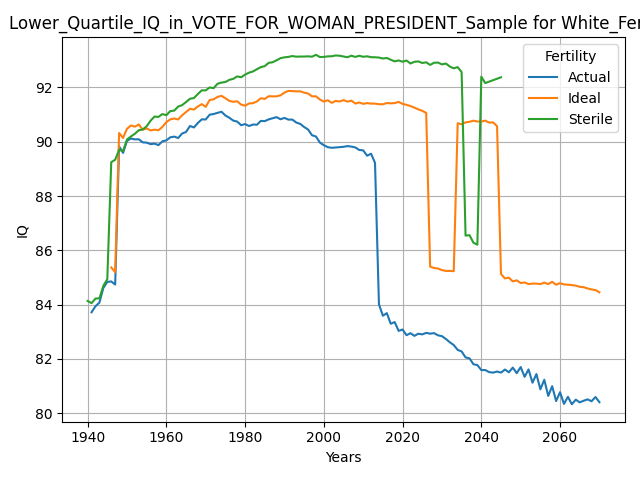 Lower_Quartile_IQ_in_VOTE_FOR_WOMAN_PRESIDENT_Sample for White_Fer
Fertility
Actual
Ideal
Sterile
IQ
92
90
88
86
84
82
80
1940 1960 1980 2000 2020 2040 2060
Years